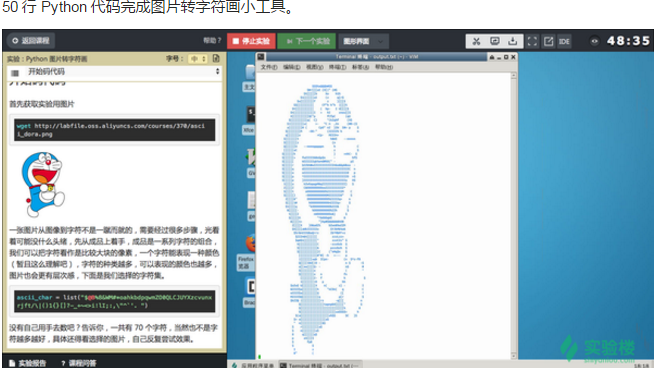 50 行 Python 代码完成图片转字符画小工具。
返回课程
帮助?
停止实验
下一个实验
图形界面
IDE
48:35
实验:Python 图片转字符画
字号: 中
开始码代码
Terminal 终端 - output.txt (~) - VIM
文件(F) 编辑(E) 视图(V) 终端(T) 标签(A) 帮助(H)
首先获取实验用图片
wget http://labfile.oss.aliyuncs.com/courses/370/asci
i_dora.png
一张图片从图像到字符不是一蹴而就的,需要经过很多步骤,光看
着可能没什么头绪,先从成品上着手,成品是一系列字符的组合,
我们可以把字符看作是比较大块的像素,一个字符能表现一种颜色
(暂且这么理解吧),字符的种类越多,可以表现的颜色也越多,
图片也会更有层次感,下面是我们选择的字符集。
ascii_char = list("
没有自己用手去数吧?告诉你,一共有 70 个字符,当然也不是字
符越多越好,具体还得看选择的图片,自己反复尝试效果。
实验报告
? 课程问答
应用程序菜单
Terminal 终端 - output.txt (~...
实验楼
shiyanlou.com
18:18